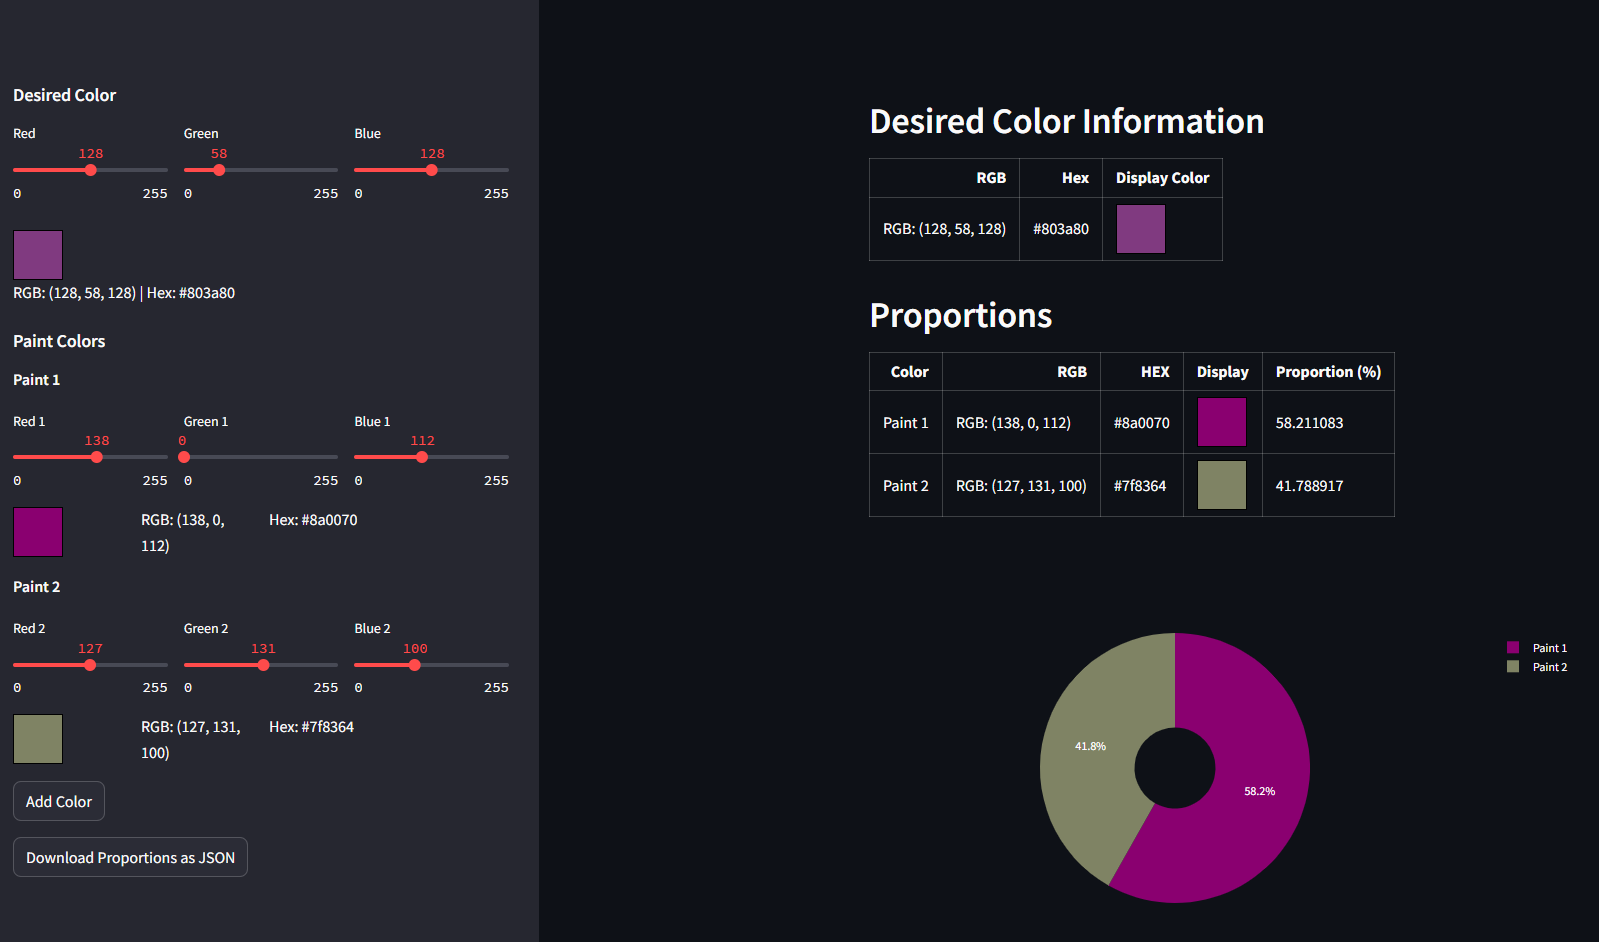 Desired Color
Red Green Blue
128 58 128
0 255 0 255 0 255
RGB: (128, 58, 128) | Hex: #803a80
Paint Colors
Paint 1
Red 1 Green 1 Blue 1
138 0 112
0 255 0 255 0 255
RGB: (138, 0, Hex: #8a0070
112)
Paint 2
Red 2 Green 2 Blue 2
127 131 100
0 255 0 255 0 255
RGB: (127, 131, Hex: #7f8364
100)
Add Color
Download Proportions as JSON
Desired Color Information
RGB Hex Display Color
RGB: (128, 58, 128) #803a80
Proportions
Color RGB HEX Display Proportion (%)
Paint 1 RGB: (138, 0, 112) #8a0070 58.211083
Paint 2 RGB: (127, 131, 100) #7f8364 41.788917
Paint 1
Paint 2
41.8%
58.2%